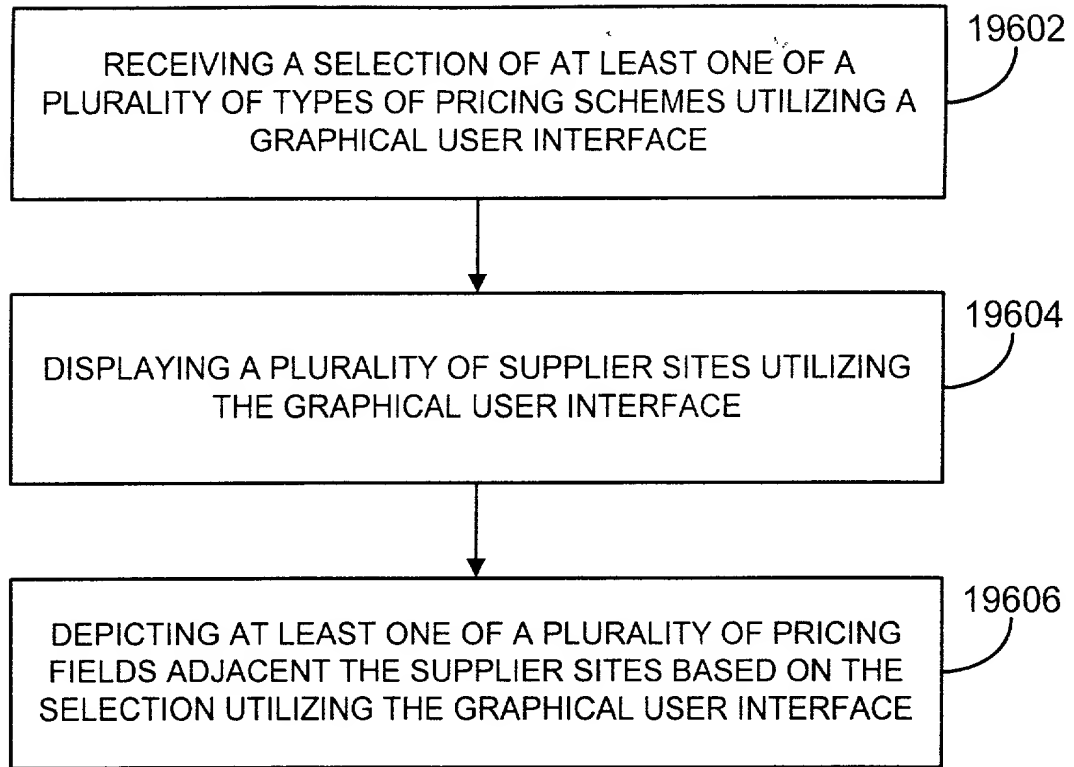 19602
RECEIVING A SELECTION OF AT LEAST ONE OF A
PLURALITY OF TYPES OF PRICING SCHEMES UTILIZING A
GRAPHICAL USER INTERFACE
19604
DISPLAYING A PLURALITY OF SUPPLIER SITES UTILIZING
THE GRAPHICAL USER INTERFACE
19606
DEPICTING AT LEAST ONE OF A PLURALITY OF PRICING
FIELDS ADJACENT THE SUPPLIER SITES BASED ON THE
SELECTION UTILIZING THE GRAPHICAL USER INTERFACE